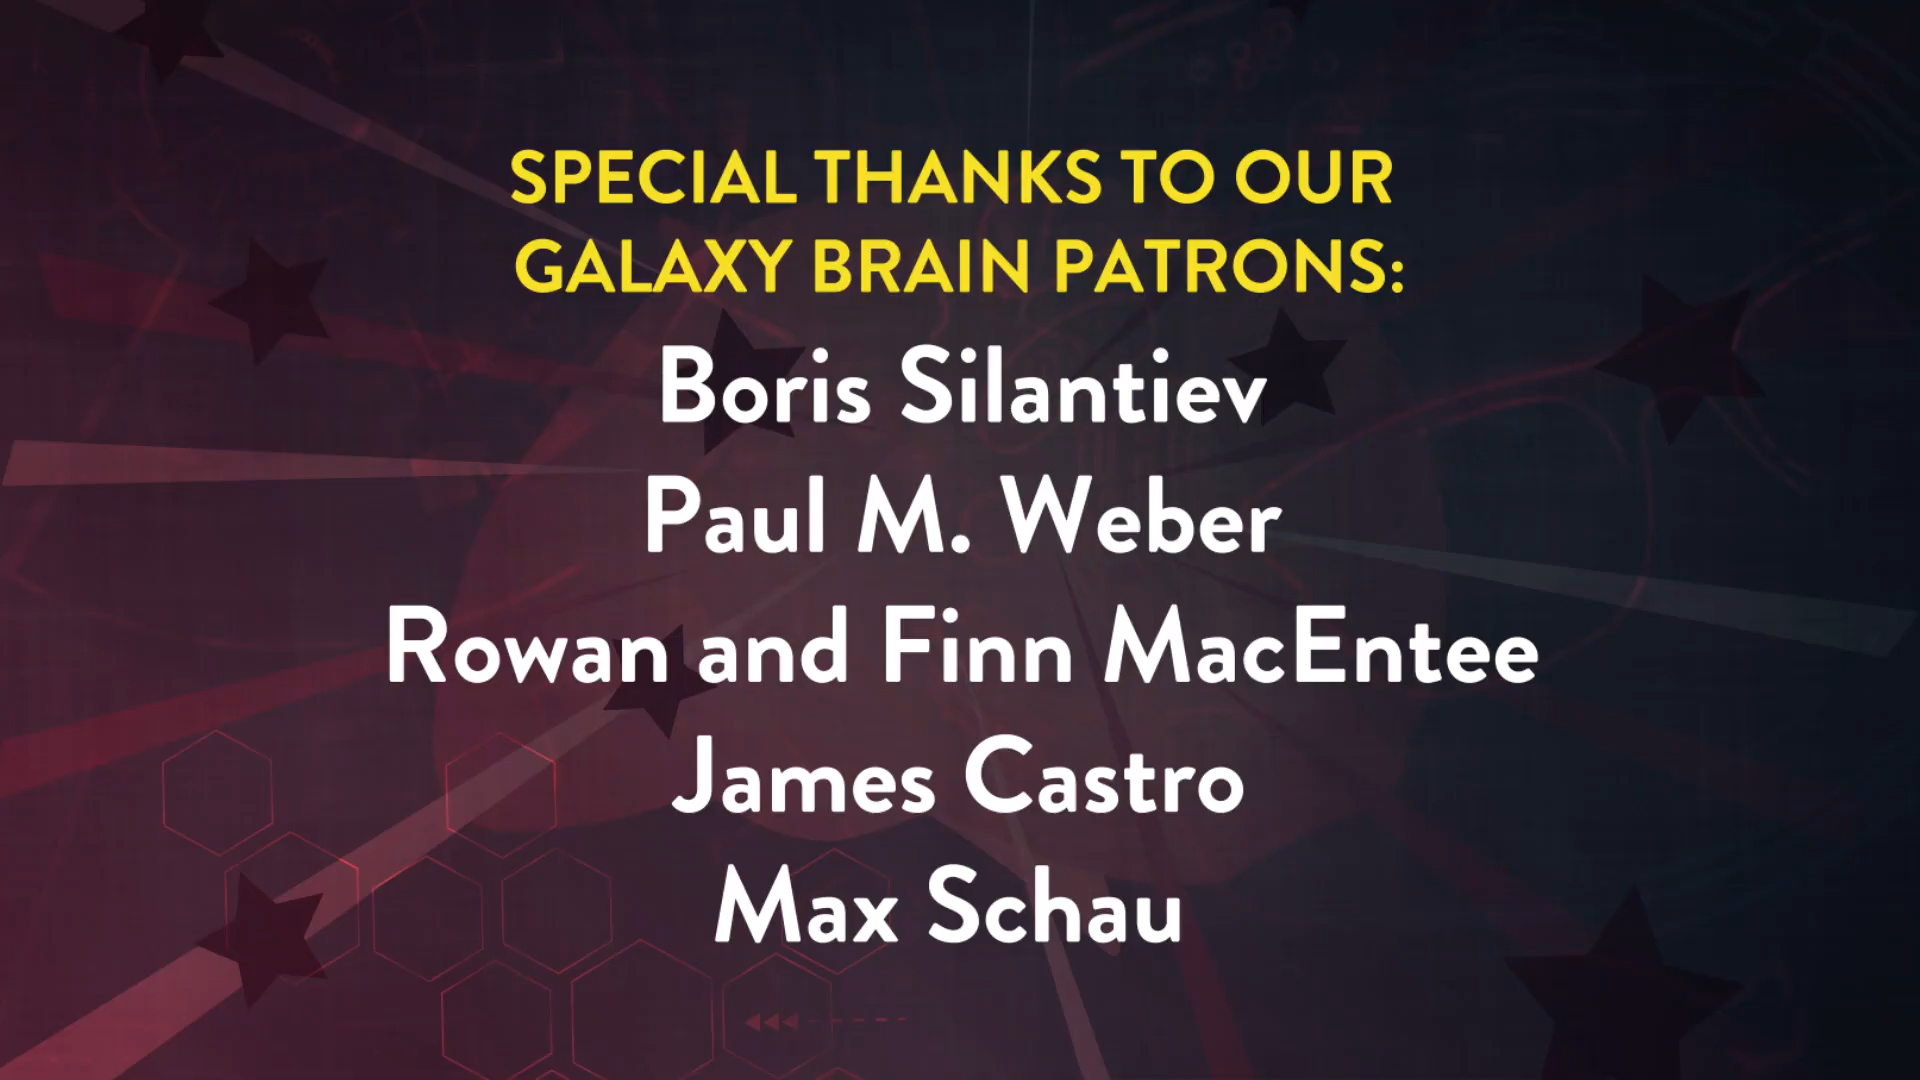 SPECIAL THANKS TO OUR
GALAXY BRAIN PATRONS:
Boris Silantiev
Paul M. Weber
Rowan and Finn MacEntee
James Castro
Max Schau